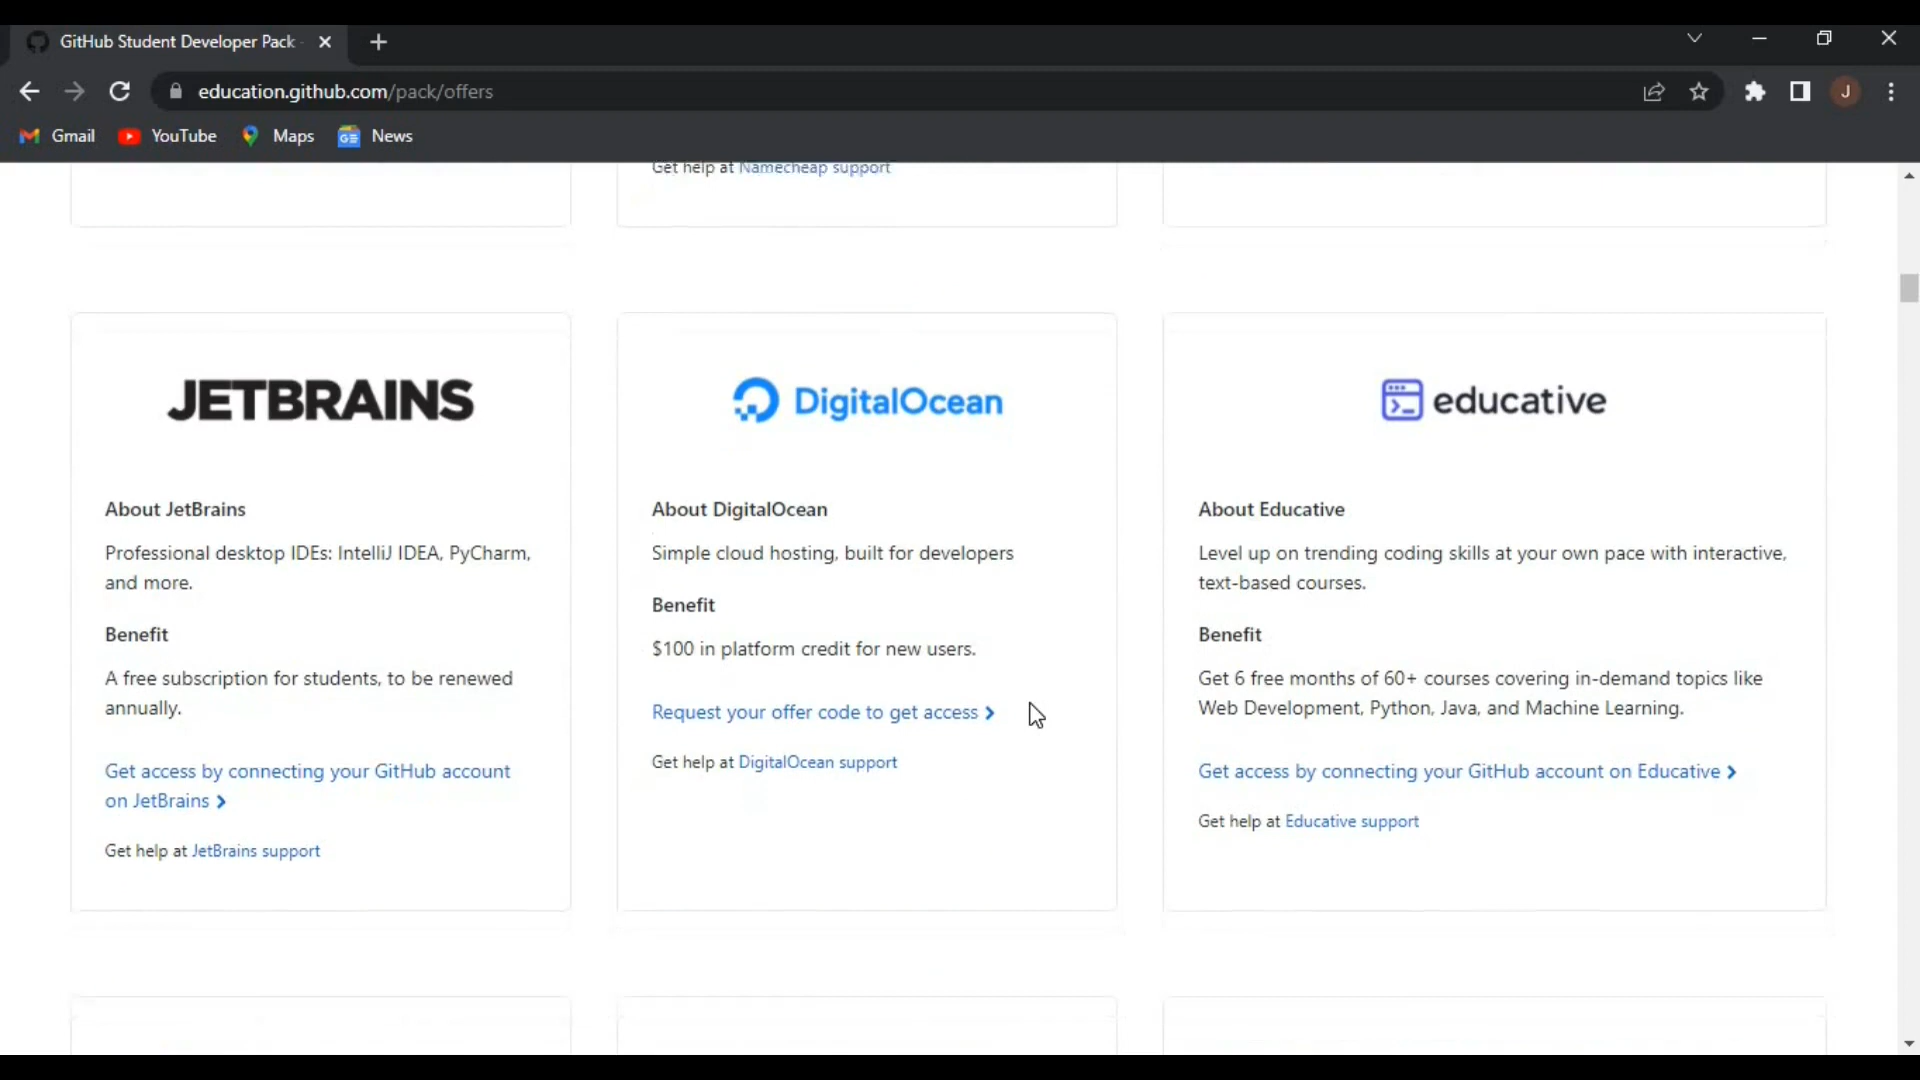 GitHub Student Developer Pack
education.github.com/pack/offers
J
Gmail
YouTube
Maps
GE
News
Get help at Namecheap support
JETBRAINS
About JetBrains
Professional desktop IDEs: IntelliJ IDEA, PyCharm,
and more.
Benefit
A free subscription for students, to be renewed
annually.
Get access by connecting your GitHub account
on JetBrains
Get help at JetBrains support
DigitalOcean
About DigitalOcean
Simple cloud hosting, built for developers
Benefit
$100 in platform credit for new users.
Request your offer code to get access
Get help at DigitalOcean support
educative
About Educative
Level up on trending coding skills at your own pace with interactive,
text-based courses.
Benefit
Get 6 free months of 60+ courses covering in-demand topics like
Web Development, Python, Java, and Machine Learning.
Get access by connecting your GitHub account on Educative
Get help at Educative support